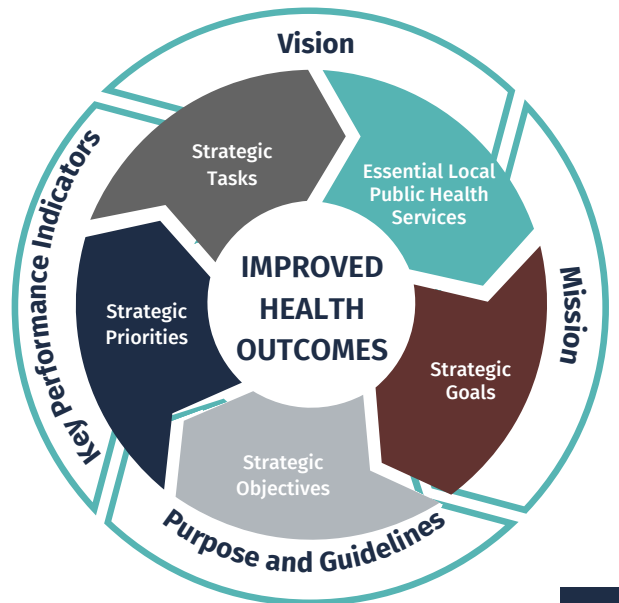 Vision
Strategic
Tasks
Essential Local
Public Health
Services
Key Performance Indicators
IMPROVED
HEALTH
OUTCOMES
Mission
Strategic
Priorities
Strategic
Goals
Strategic
Objectives
Purpose and Guidelines